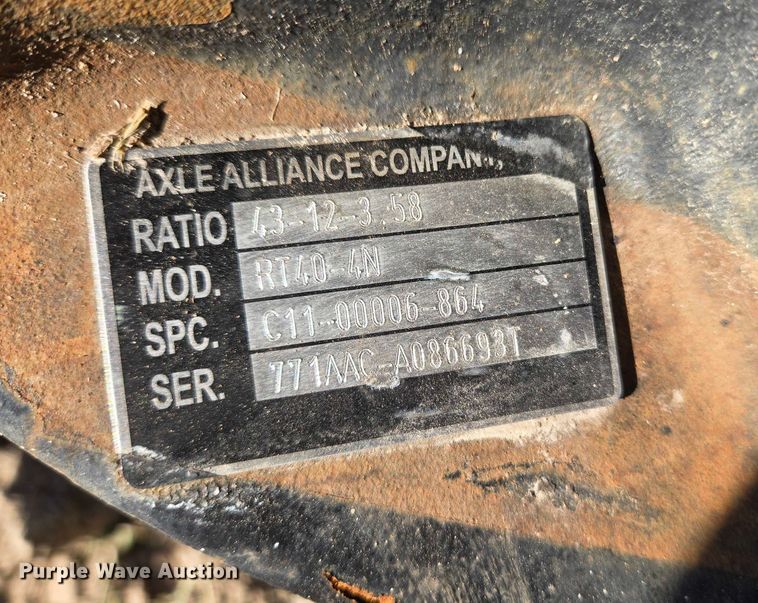 AXLE ALLIANCE COMPANY
RATIO 43-12-3.58
MOD. RT40-4N
SPC. C11-00006-864
SER. 771AAC-A086693T
Purple Wave Auction